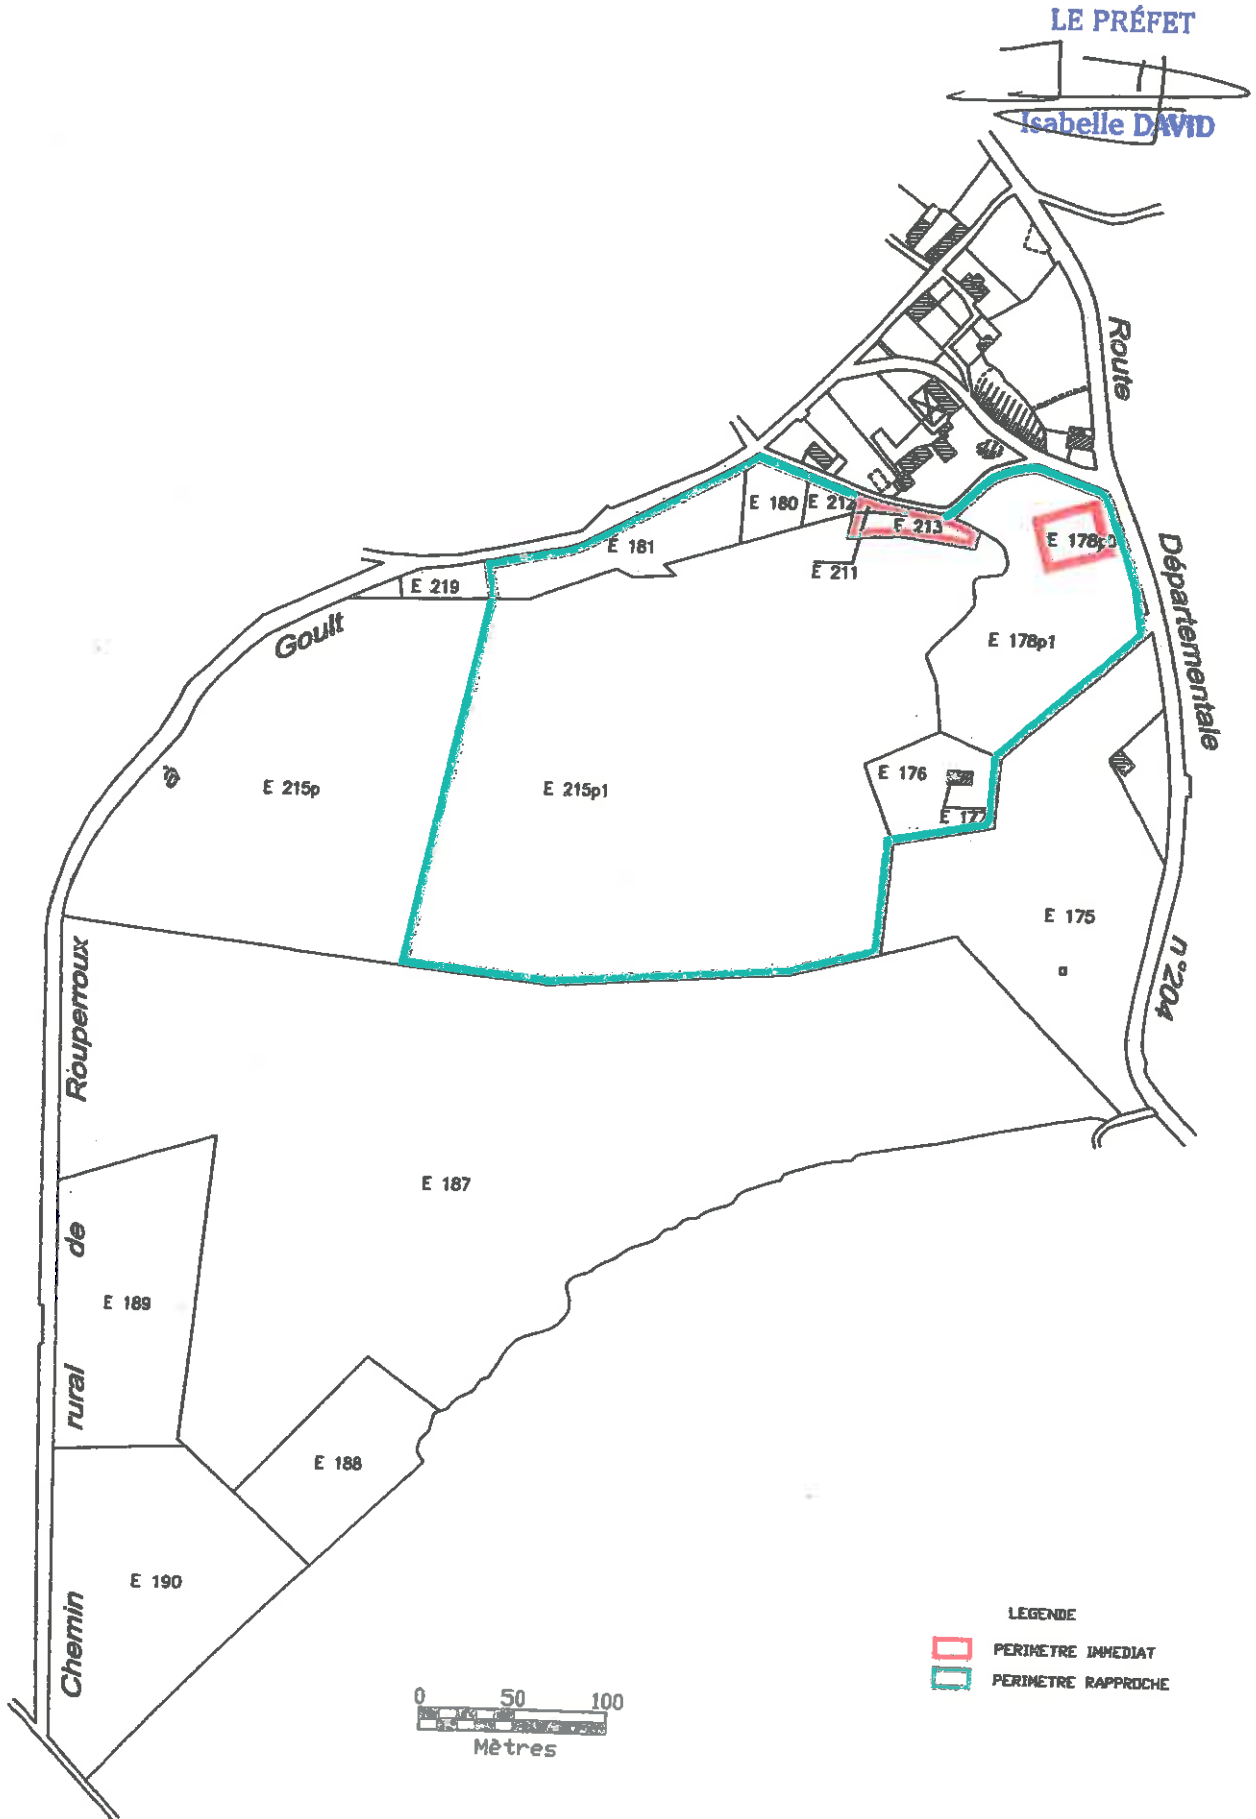 LE PRÉFET
Isabelle DAVID
Route
E 180
E 212
E 213
E 178p0
E 181
E 211
E 219
Goult
Départementale
E 178p1
E 176
E 215p
E 215p1
E 177
E 175
n°204
Rouperroux
E 187
de
E 189
rural
E 188
E 190
Chemin
LEGENDE
PERIMETRE IMMEDIAT
PERIMETRE RAPPROCHE
0 50 100
Mètres